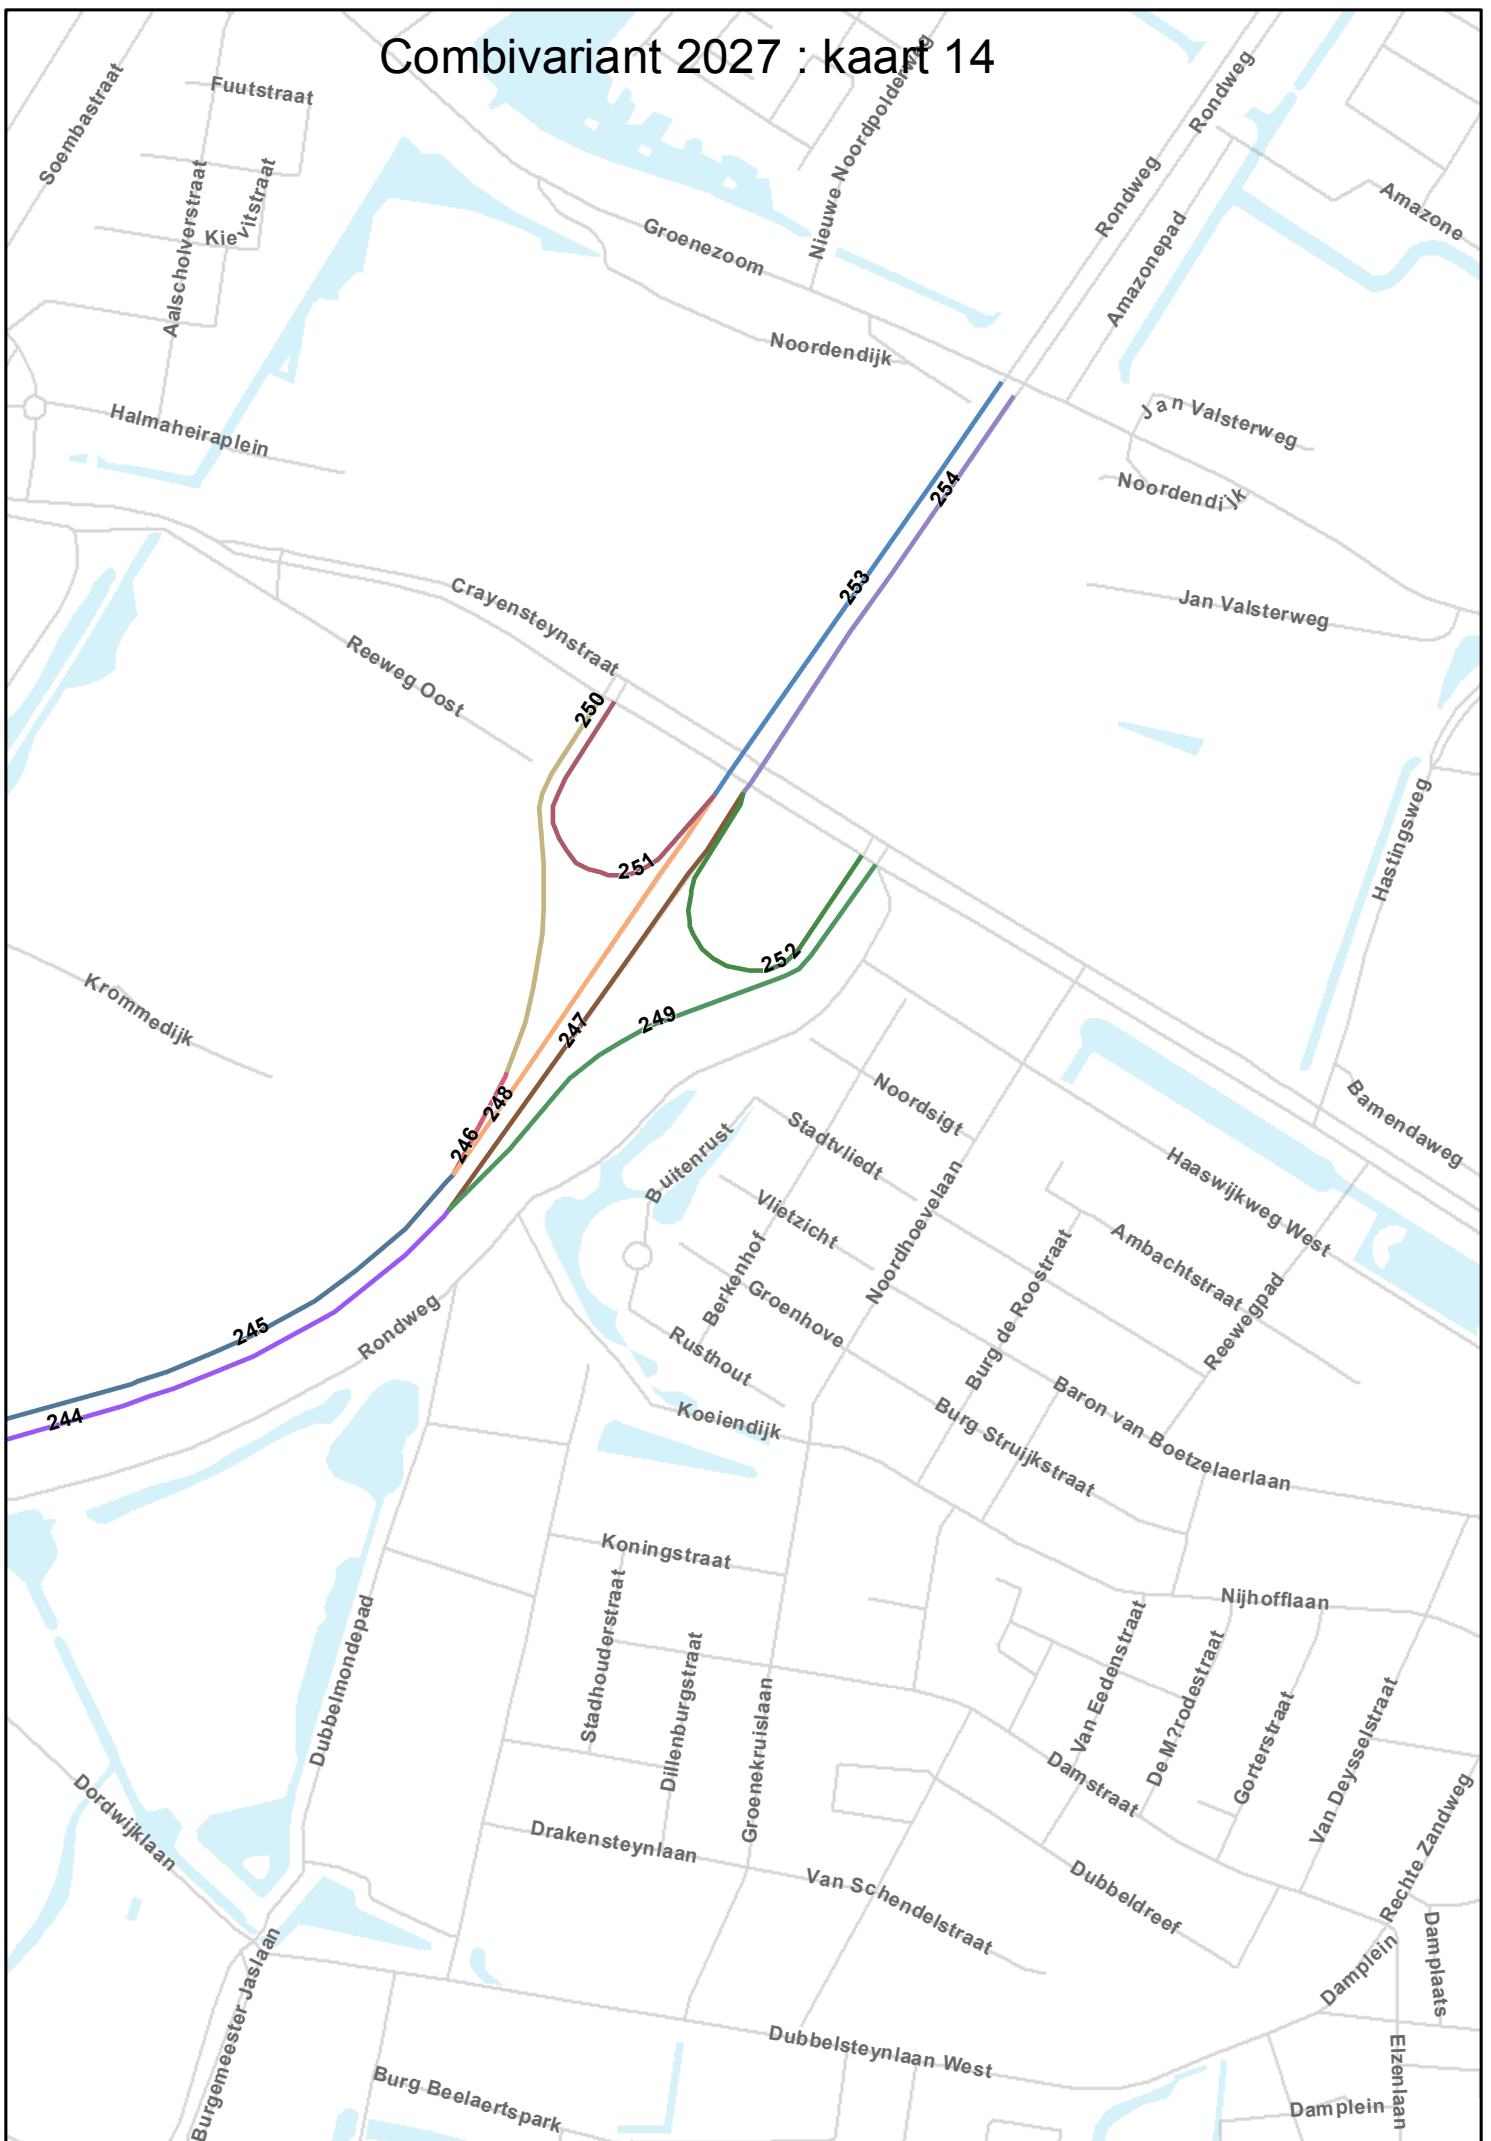 Combivariant 2027 : kaart 14
Soembastraat
Fuutstraat
Aalscholverstraat
Kievitstraat
Nieuwe Noordpolderweg
Groenezoom
Noordendijk
Rondweg
Rondweg
Amazonepad
Amazone
Halmaheiraplein
Jan Valsterweg
Noordendijk
254
253
Jan Valsterweg
Crayensteynstraat
Reeweg Oost
250
251
252
249
247
248
246
Hastingsweg
Krommedijk
Noordsigt
Stadtvliedt
Buitenrust
Vlietzicht
Berkenhof
Groenhove
Rusthout
Noordhoevelaan
Bamendaweg
Haaswijkweg West
Ambachtstraat
Reewegpad
Burg de Roostraat
245
244
Rondweg
Koeiendijk
Burg Struijkstraat
Baron van Boetzelaerlaan
Koningstraat
Nijhofflaan
Stadhouderstraat
Dillenburgstraat
Groenekruislaan
Dubbelmondepad
Van Eedenstraat
De M?rodestraat
Gorterstraat
Van Deysselstraat
Damstraat
Rechte Zandweg
Dordwijklaan
Drakensteynlaan
Van Schendelstraat
Dubbeldreef
Damplein
Damplaats
Burgemeester Jaslaan
Dubbelsteynlaan West
Burg Beelaertspark
Elzenlaan
Damplein